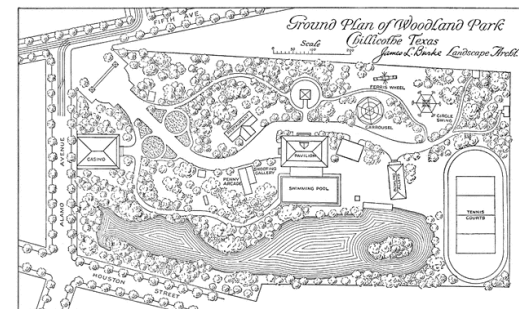 Ground Plan of Woodland Park
Chillicothe Texas
James L. Burke Landscape Archt.
Scale
FIFTH AVE.
FERRIS WHEEL
CIRCLE
SWING
CARROUSEL
ALAMO AVENUE
CASINO
PAVILION
PENNY
ARCADE
SHOOTING
GALLERY
SWIMMING POOL
TENNIS
COURTS
HOUSTON STREET